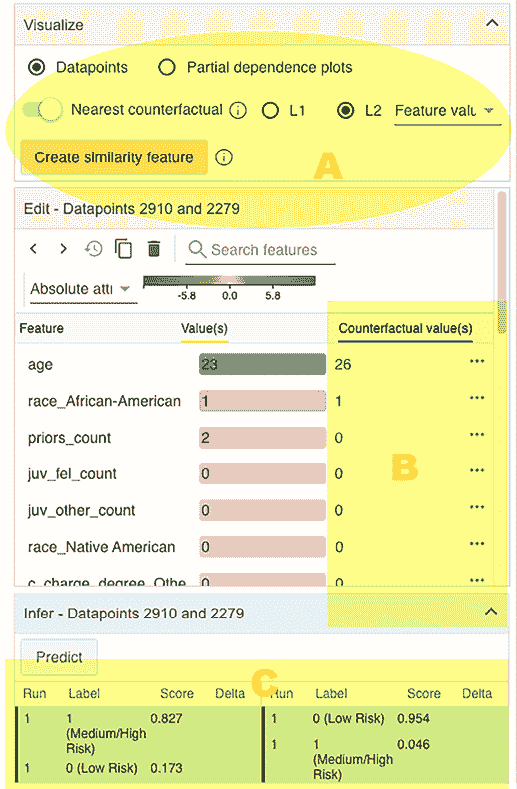 Visualize
Datapoints Partial dependence plots
Nearest counterfactual L1 L2 Feature valu
Create similarity feature
A
Edit - Datapoints 2910 and 2279
Search features
Absolute attı
-5.8 0.0 5.8
Feature Value(s) Counterfactual value(s)
age 23 26
race_African-American 1 1
priors_count 2 0
juv_fel_count 0 0
juv_other_count 0 0
B
race_Native American 0 0
c_charge_degree_Othe 0 0
Infer - Datapoints 2910 and 2279
Predict
C
Run Label Score Delta Run Label Score Delta
1 1 0.827 1 0 (Low Risk) 0.954
(Medium/High 1 1 0.046
Risk) (Medium/High
1 0 (Low Risk) 0.173 Risk)